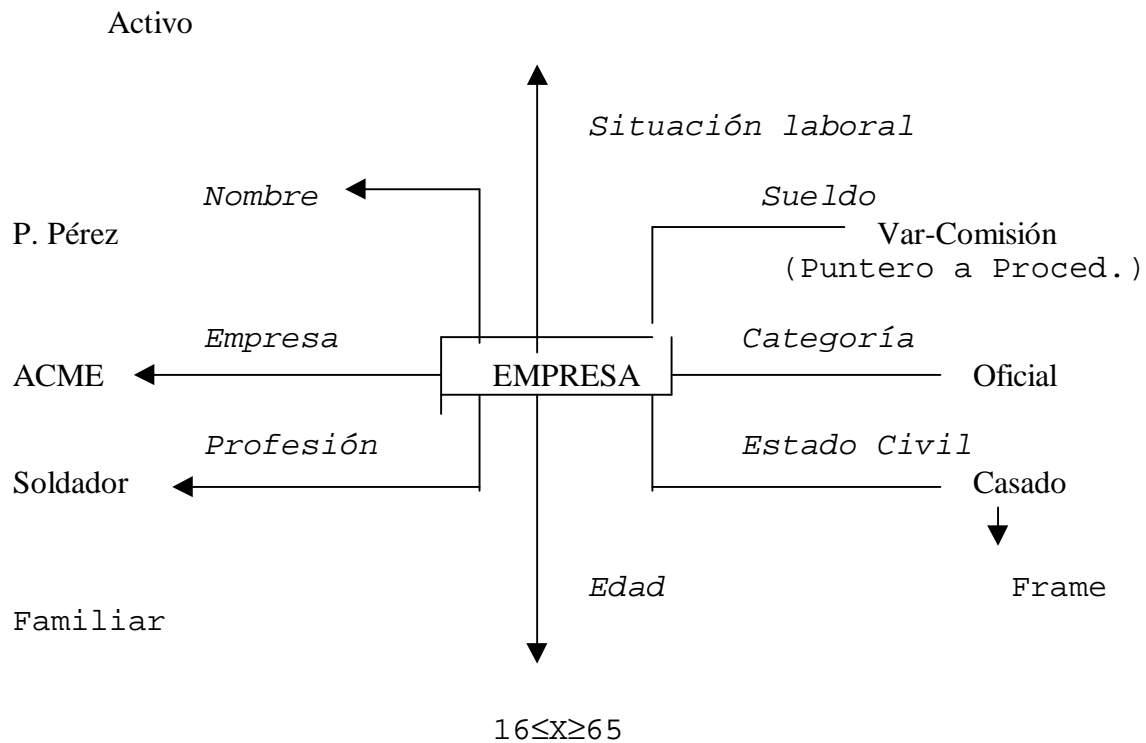 Activo
Situación laboral
Nombre
Sueldo
P. Pérez
Var-Comisión
(Puntero a Proced.)
Empresa
Categoría
ACME
EMPRESA
Oficial
Profesión
Estado Civil
Soldador
Casado
Edad
Frame
Familiar
16≤X≥65